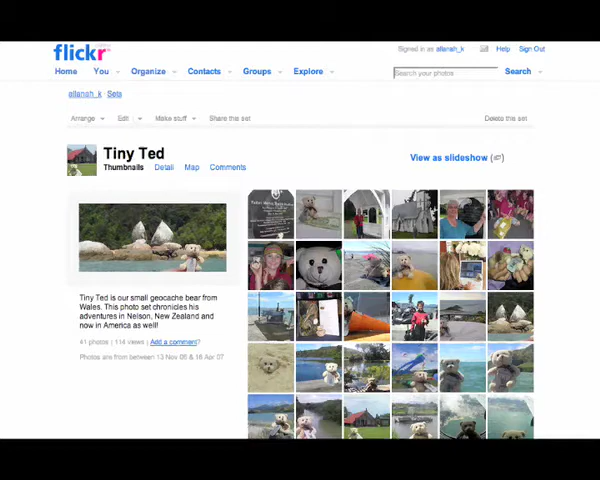 flickr
Signed in as allanah_k Help Sign Out
Home You Organize Contacts Groups Explore Search your photos Search
allanah_k · Sets
Arrange Edit Make stuff Share this set Delete this set
Tiny Ted
Thumbnails Detail Map Comments
View as slideshow
Tiny Ted is our small geocache bear from
Wales. This photo set chronicles his
adventures in Nelson, New Zealand and
now in America as well!
41 photos | 114 views | Add a comment?
Photos are from between 13 Nov 06 & 16 Apr 07